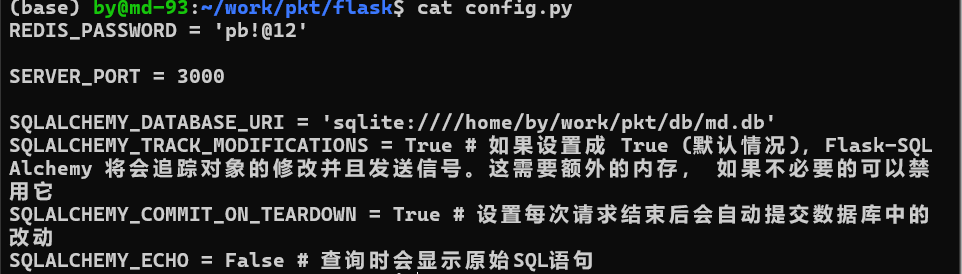 (base) by@md-93:~/work/pkt/flask$ cat config.py
REDIS_PASSWORD = 'pb!@12'
SERVER_PORT = 3000
SQLALCHEMY_DATABASE_URI = 'sqlite:////home/by/work/pkt/db/md.db'
SQLALCHEMY_TRACK_MODIFICATIONS = True # 如果设置成 True (默认情况)，Flask-SQL
Alchemy 将会追踪对象的修改并且发送信号。这需要额外的内存， 如果不必要的可以禁
用它
SQLALCHEMY_COMMIT_ON_TEARDOWN = True # 设置每次请求结束后会自动提交数据库中的
改动
SQLALCHEMY_ECHO = False # 查询时会显示原始SQL语句